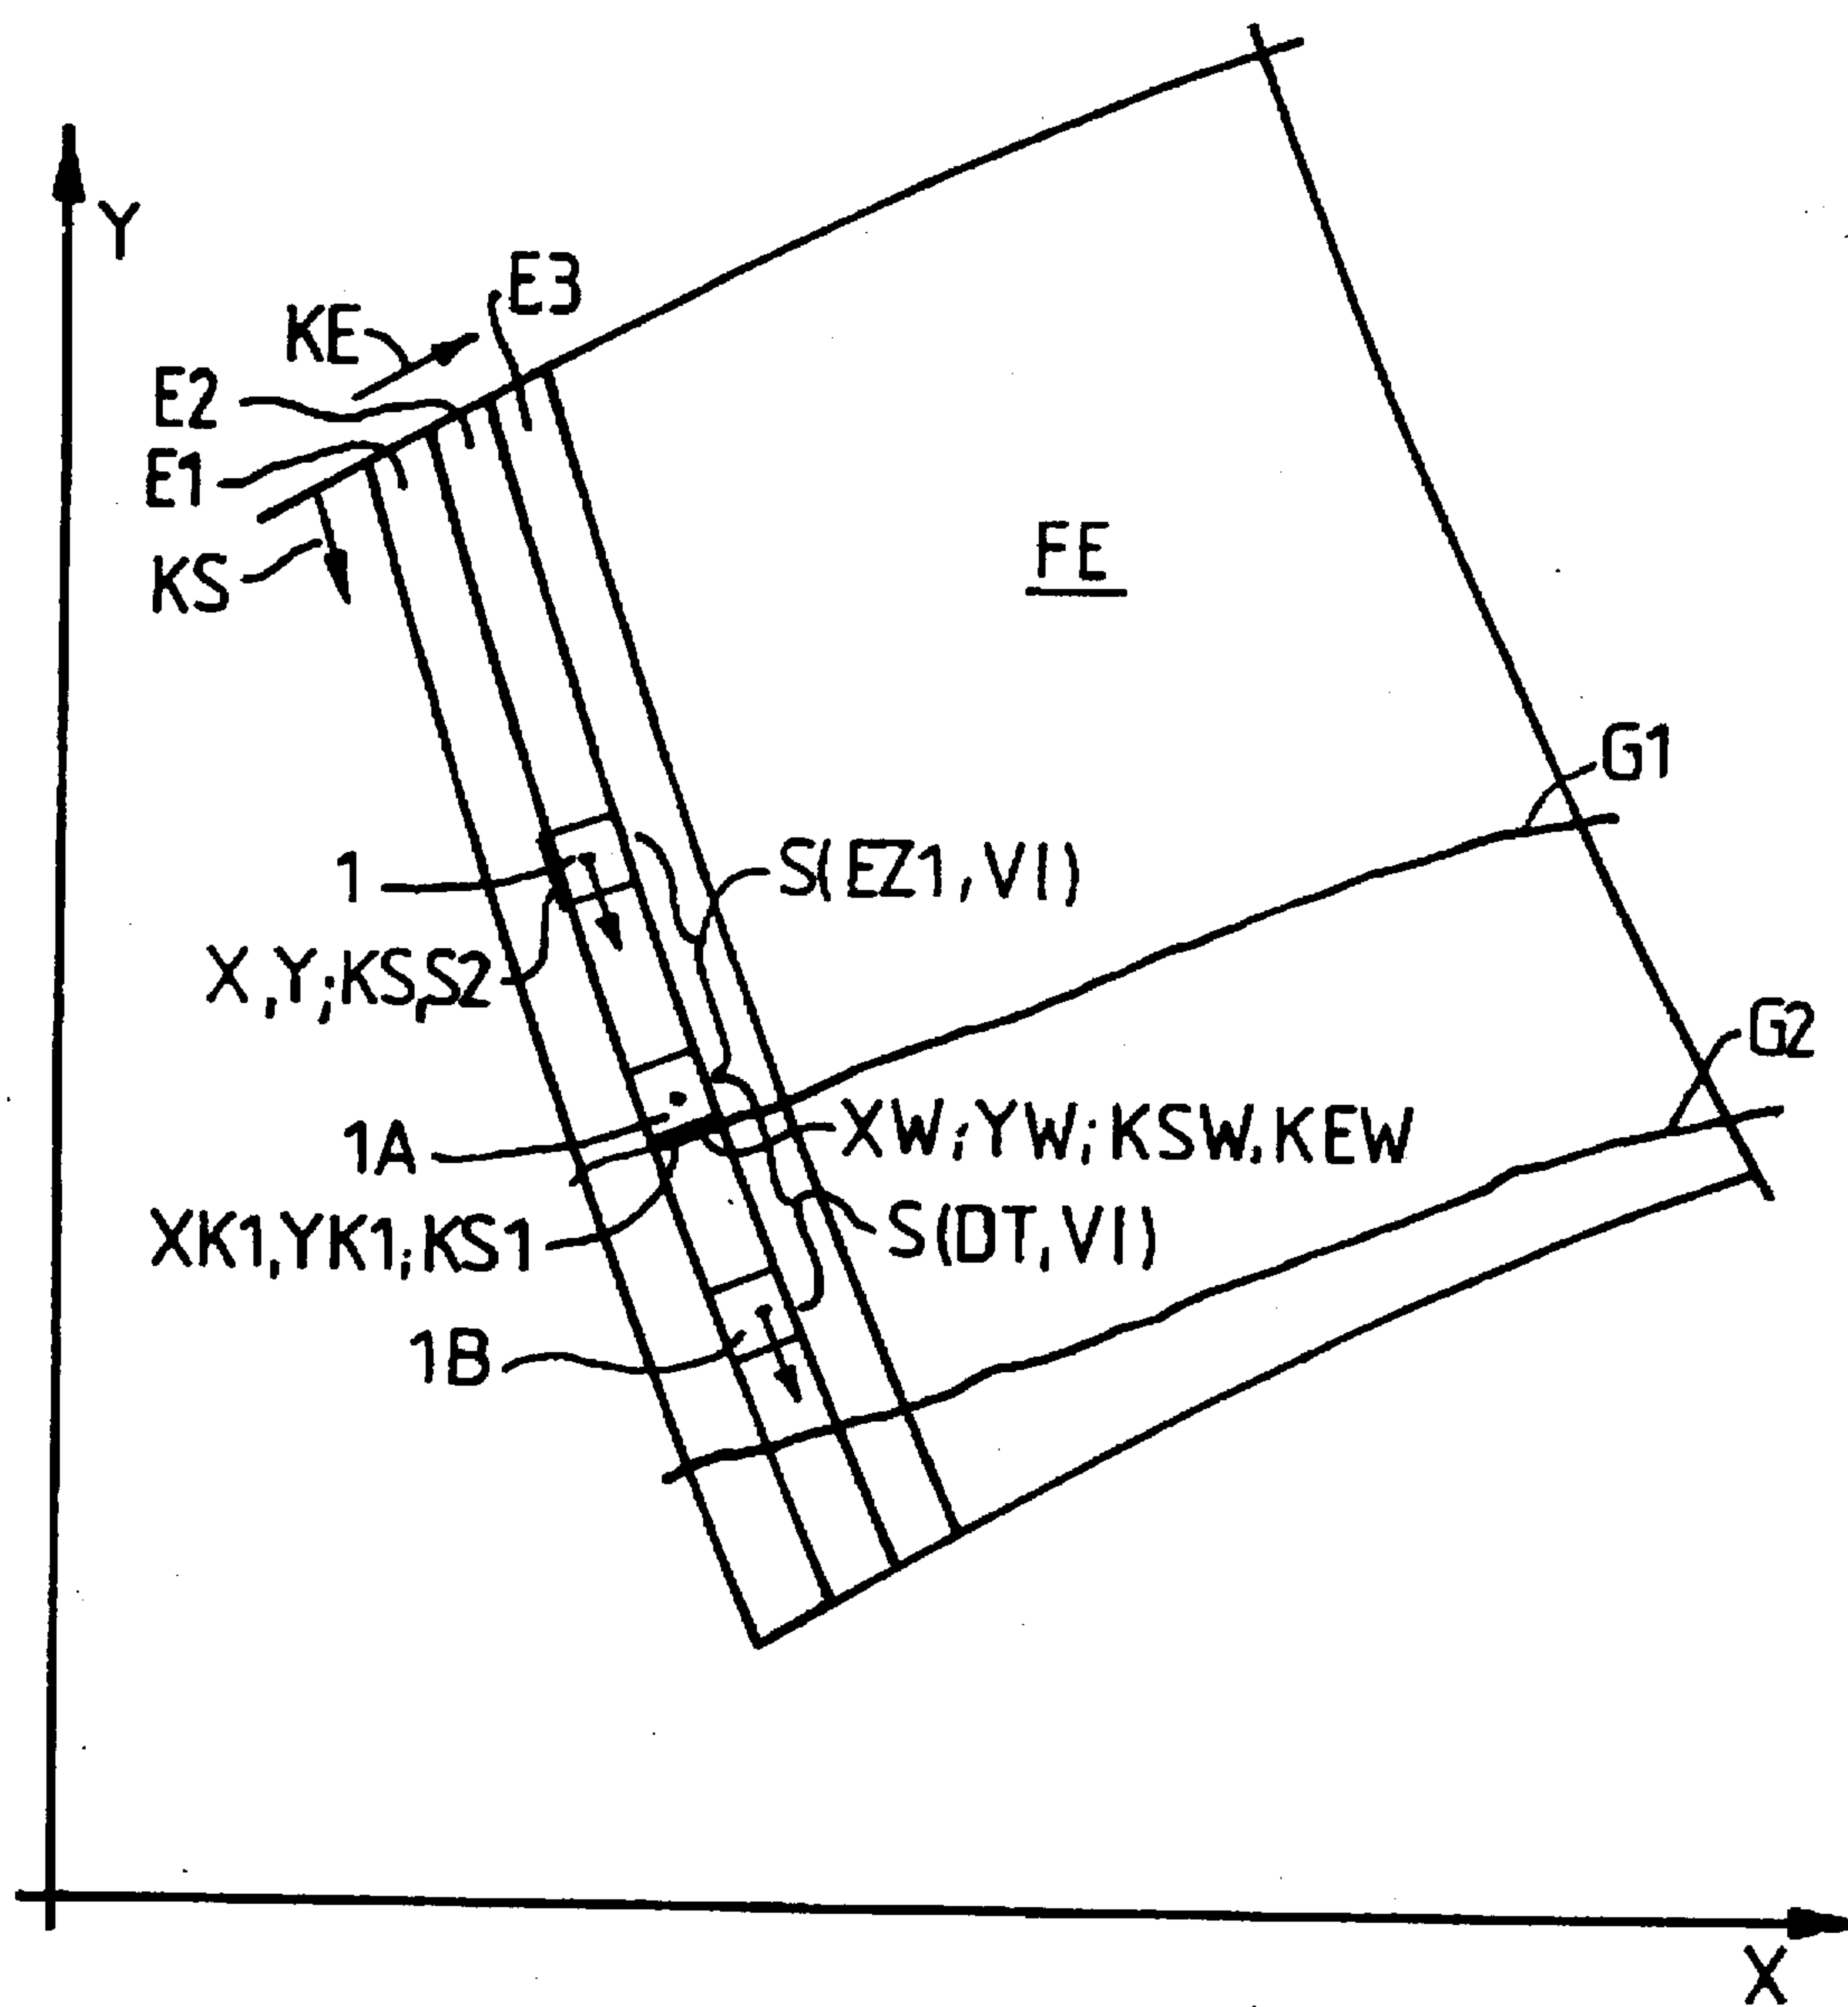 Y
E3
KE
E2
E1
KS
FE
G1
1
S(EZ1,VI)
X,Y;KS,S2
G2
1A
XW;YW;KSW,KEW
XK1,YK1;KS1
S(DT,VI)
1B
X